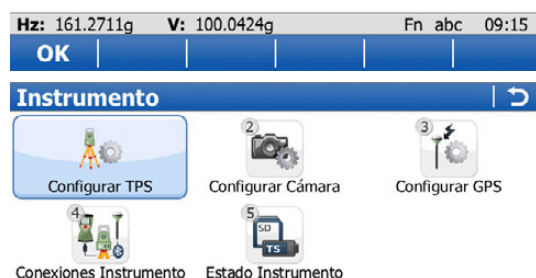 Hz: 161.2711g V: 100.0424g Fn abc 09:15
OK
Instrumento
2 3
Configurar TPS Configurar Cámara Configurar GPS
4 5
SD
TS
Conexiones Instrumento Estado Instrumento